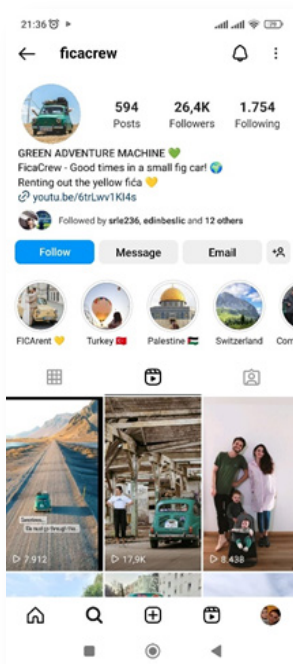 21:36
ficacrew
594 26,4K 1.754
Posts Followers Following
GREEN ADVENTURE MACHINE 💚
FicaCrew - Good times in a small fig car! 🌍
Renting out the yellow fića 💛
youtu.be/6trLwv1KI4s
Followed by srle236, edinbeslic and 12 others
Follow Message Email
FICArent 💛 Turkey 🇹🇷 Palestine 🇵🇸 Switzerland Com
7.912 17,9K 8.438